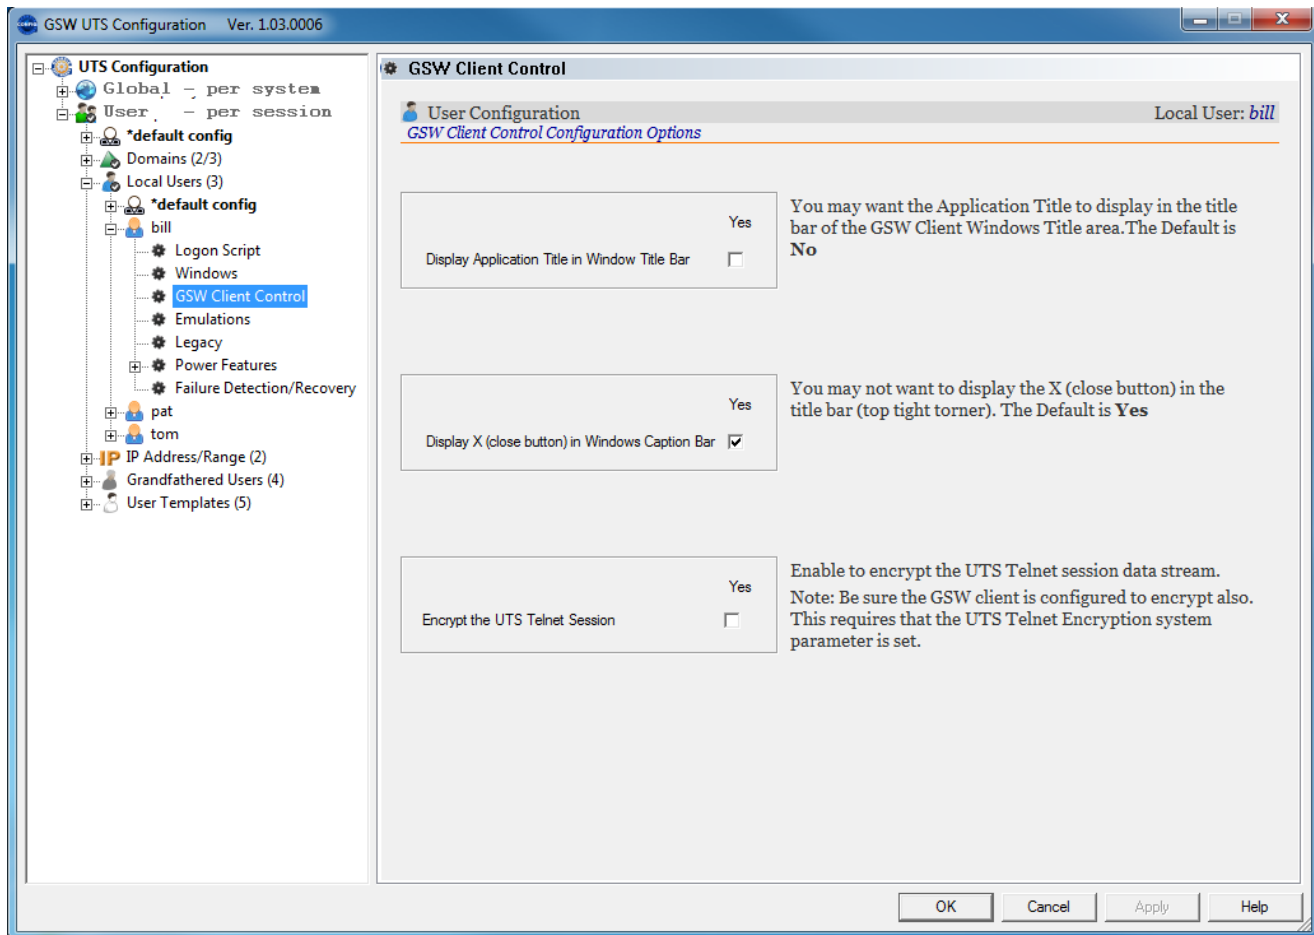 GSW UTS Configuration Ver. 1.03.0006
UTS Configuration
Global - per system
User - per session
*default config
Domains (2/3)
Local Users (3)
*default config
bill
Logon Script
Windows
GSW Client Control
Emulations
Legacy
Power Features
Failure Detection/Recovery
pat
tom
IP Address/Range (2)
Grandfathered Users (4)
User Templates (5)
GSW Client Control
User Configuration Local User: bill
GSW Client Control Configuration Options
Yes
Display Application Title in Window Title Bar
You may want the Application Title to display in the title
bar of the GSW Client Windows Title area.The Default is
No
Yes
Display X (close button) in Windows Caption Bar
You may not want to display the X (close button) in the
title bar (top tight torner). The Default is Yes
Yes
Encrypt the UTS Telnet Session
Enable to encrypt the UTS Telnet session data stream.
Note: Be sure the GSW client is configured to encrypt also.
This requires that the UTS Telnet Encryption system
parameter is set.
OK Cancel Apply Help